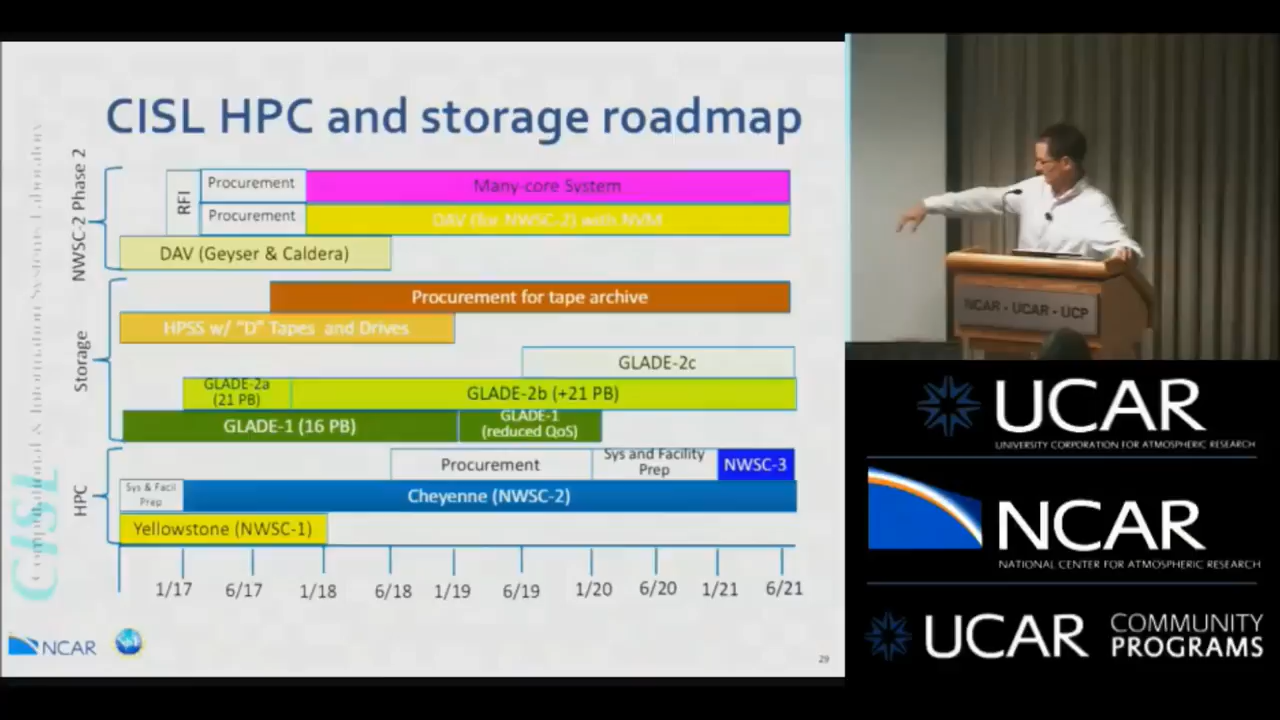 CISL HPC and storage roadmap
NWSC-2 Phase 2
RFI
Procurement
Many-core System
Procurement
DAV (for NWSC-2) with NVM
DAV (Geyser & Caldera)
Storage
Procurement for tape archive
HPSS w/ "D" Tapes and Drives
GLADE-2c
GLADE-2a
(21 PB)
GLADE-2b (+21 PB)
GLADE-1 (16 PB)
GLADE-1
(reduced QoS)
HPC
Procurement
Sys and Facility
Prep
NWSC-3
Sys & Facil
Prep
Cheyenne (NWSC-2)
Yellowstone (NWSC-1)
1/17 6/17 1/18 6/18 1/19 6/19 1/20 6/20 1/21 6/21
CISL
Computational & Information Systems Laboratory
NCAR
29
NCAR - UCAR - UCP
UCAR
UNIVERSITY CORPORATION FOR ATMOSPHERIC RESEARCH
NCAR
NATIONAL CENTER FOR ATMOSPHERIC RESEARCH
UCAR COMMUNITY
PROGRAMS